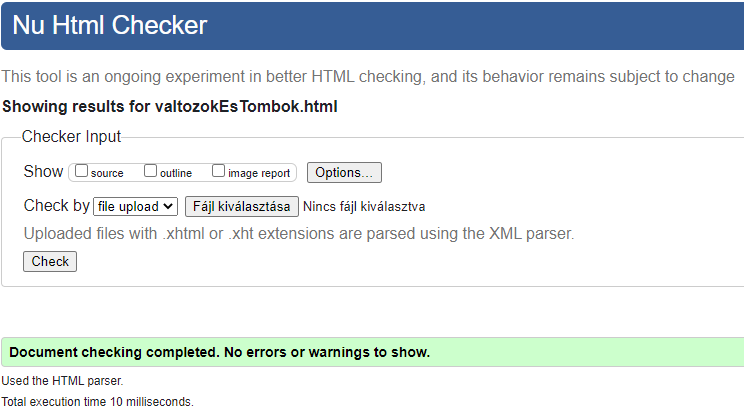 Nu Html Checker
This tool is an ongoing experiment in better HTML checking, and its behavior remains subject to change
Showing results for valtozokEsTombok.html
Checker Input
Show source outline image report Options...
Check by file upload Fájl kiválasztása Nincs fájl kiválasztva
Uploaded files with .xhtml or .xht extensions are parsed using the XML parser.
Check
Document checking completed. No errors or warnings to show.
Used the HTML parser.
Total execution time 10 milliseconds.